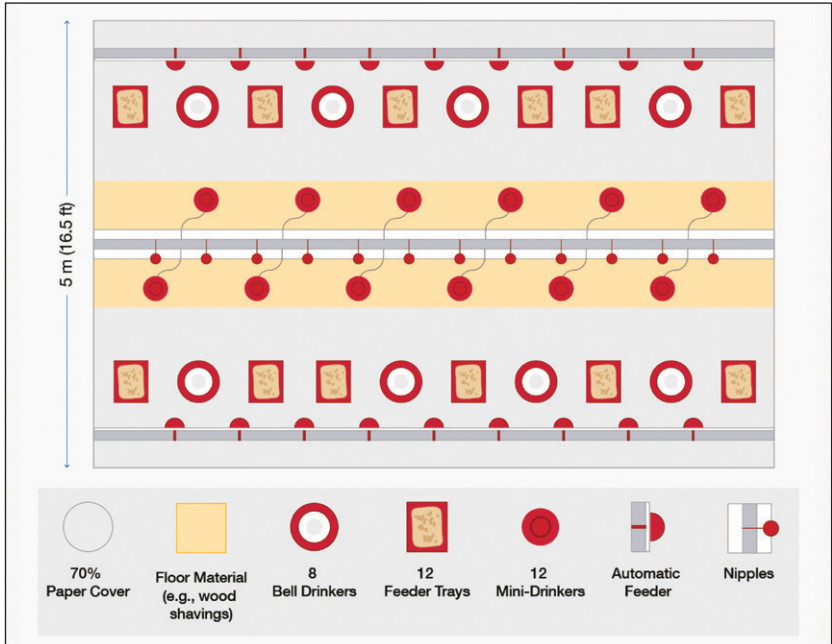 5 m (16.5 ft)
70%
Paper Cover
Floor Material
(e.g., wood
shavings)
8
Bell Drinkers
12
Feeder Trays
12
Mini-Drinkers
Automatic
Feeder
Nipples